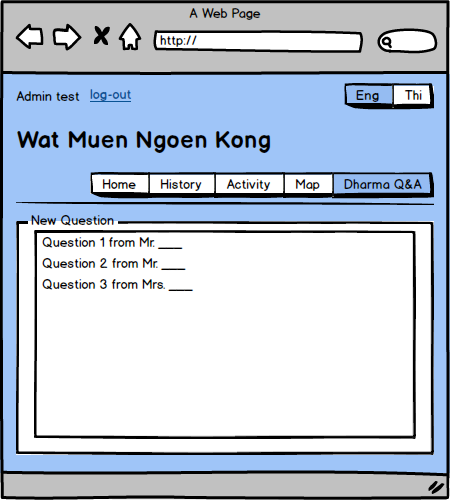 A Web Page
http://
Admin test log-out Eng Thi
Wat Muen Ngoen Kong
Home History Activity Map Dharma Q&A
New Question
Question 1 from Mr. ___
Question 2 from Mr. ___
Question 3 from Mrs. ___